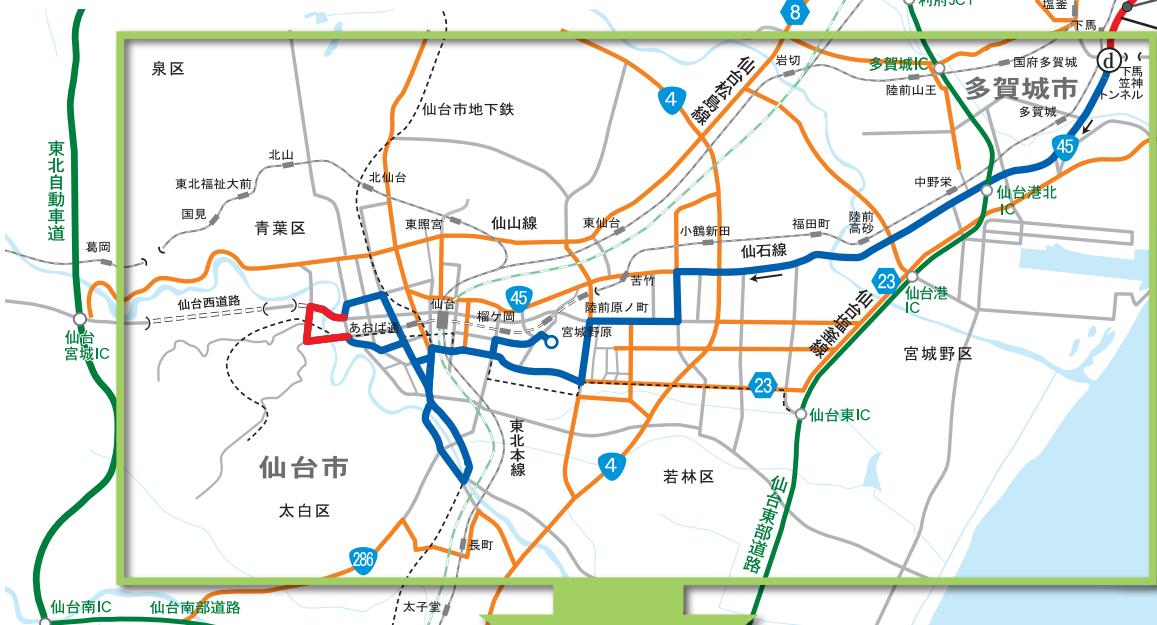 利府JCT
塩釜
下馬
8
泉区
岩切
多賀城IC
国府多賀城
陸前山王
多賀城市
d
下馬
笠神
トンネル
仙台松島線
4
仙台市地下鉄
多賀城
45
東北自動車道
北山
北仙台
東北福祉大前
国見
青葉区
東照宮
仙山線
東仙台
小鶴新田
福田町
陸前
高砂
中野栄
仙台港北
IC
葛岡
仙石線
苦竹
23
仙台港
IC
仙台西道路
仙台
45
陸前原ノ町
あおば通
榴ケ岡
宮城野原
仙台塩釜線
宮城野区
仙台
宮城IC
23
仙台東IC
東北本線
仙台市
4
若林区
太白区
仙台東部道路
長町
286
太子堂
仙台南IC
仙台南部道路